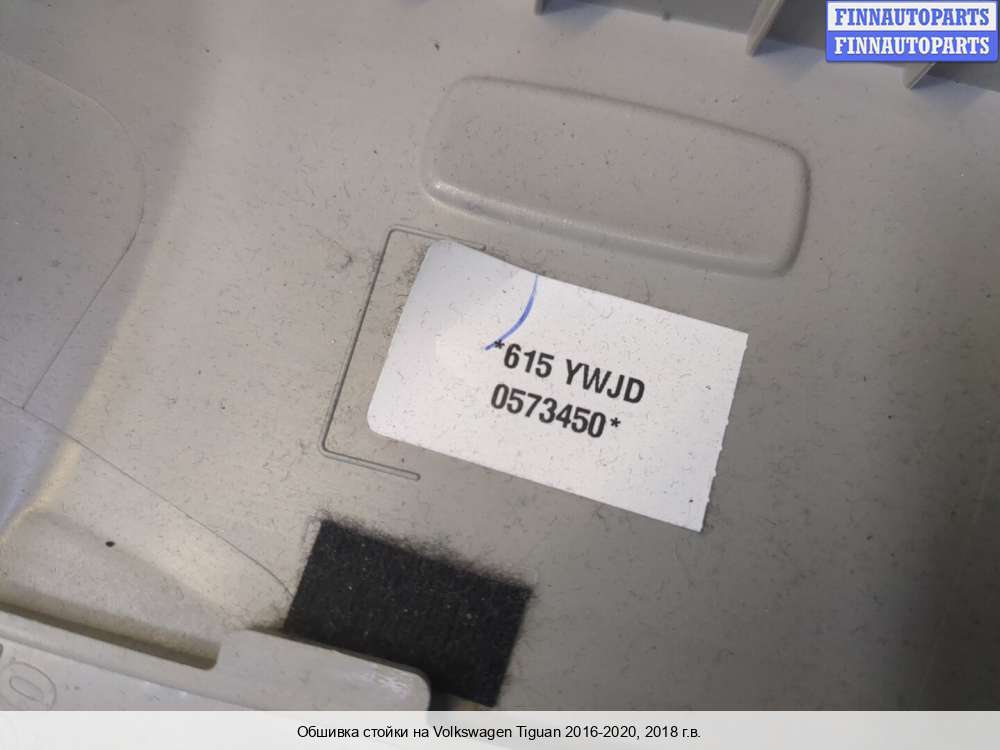 FINNAUTOPARTS
FINNAUTOPARTS
*615 YWJD
0573450*
Обшивка стойки на Volkswagen Tiguan 2016-2020, 2018 г.в.